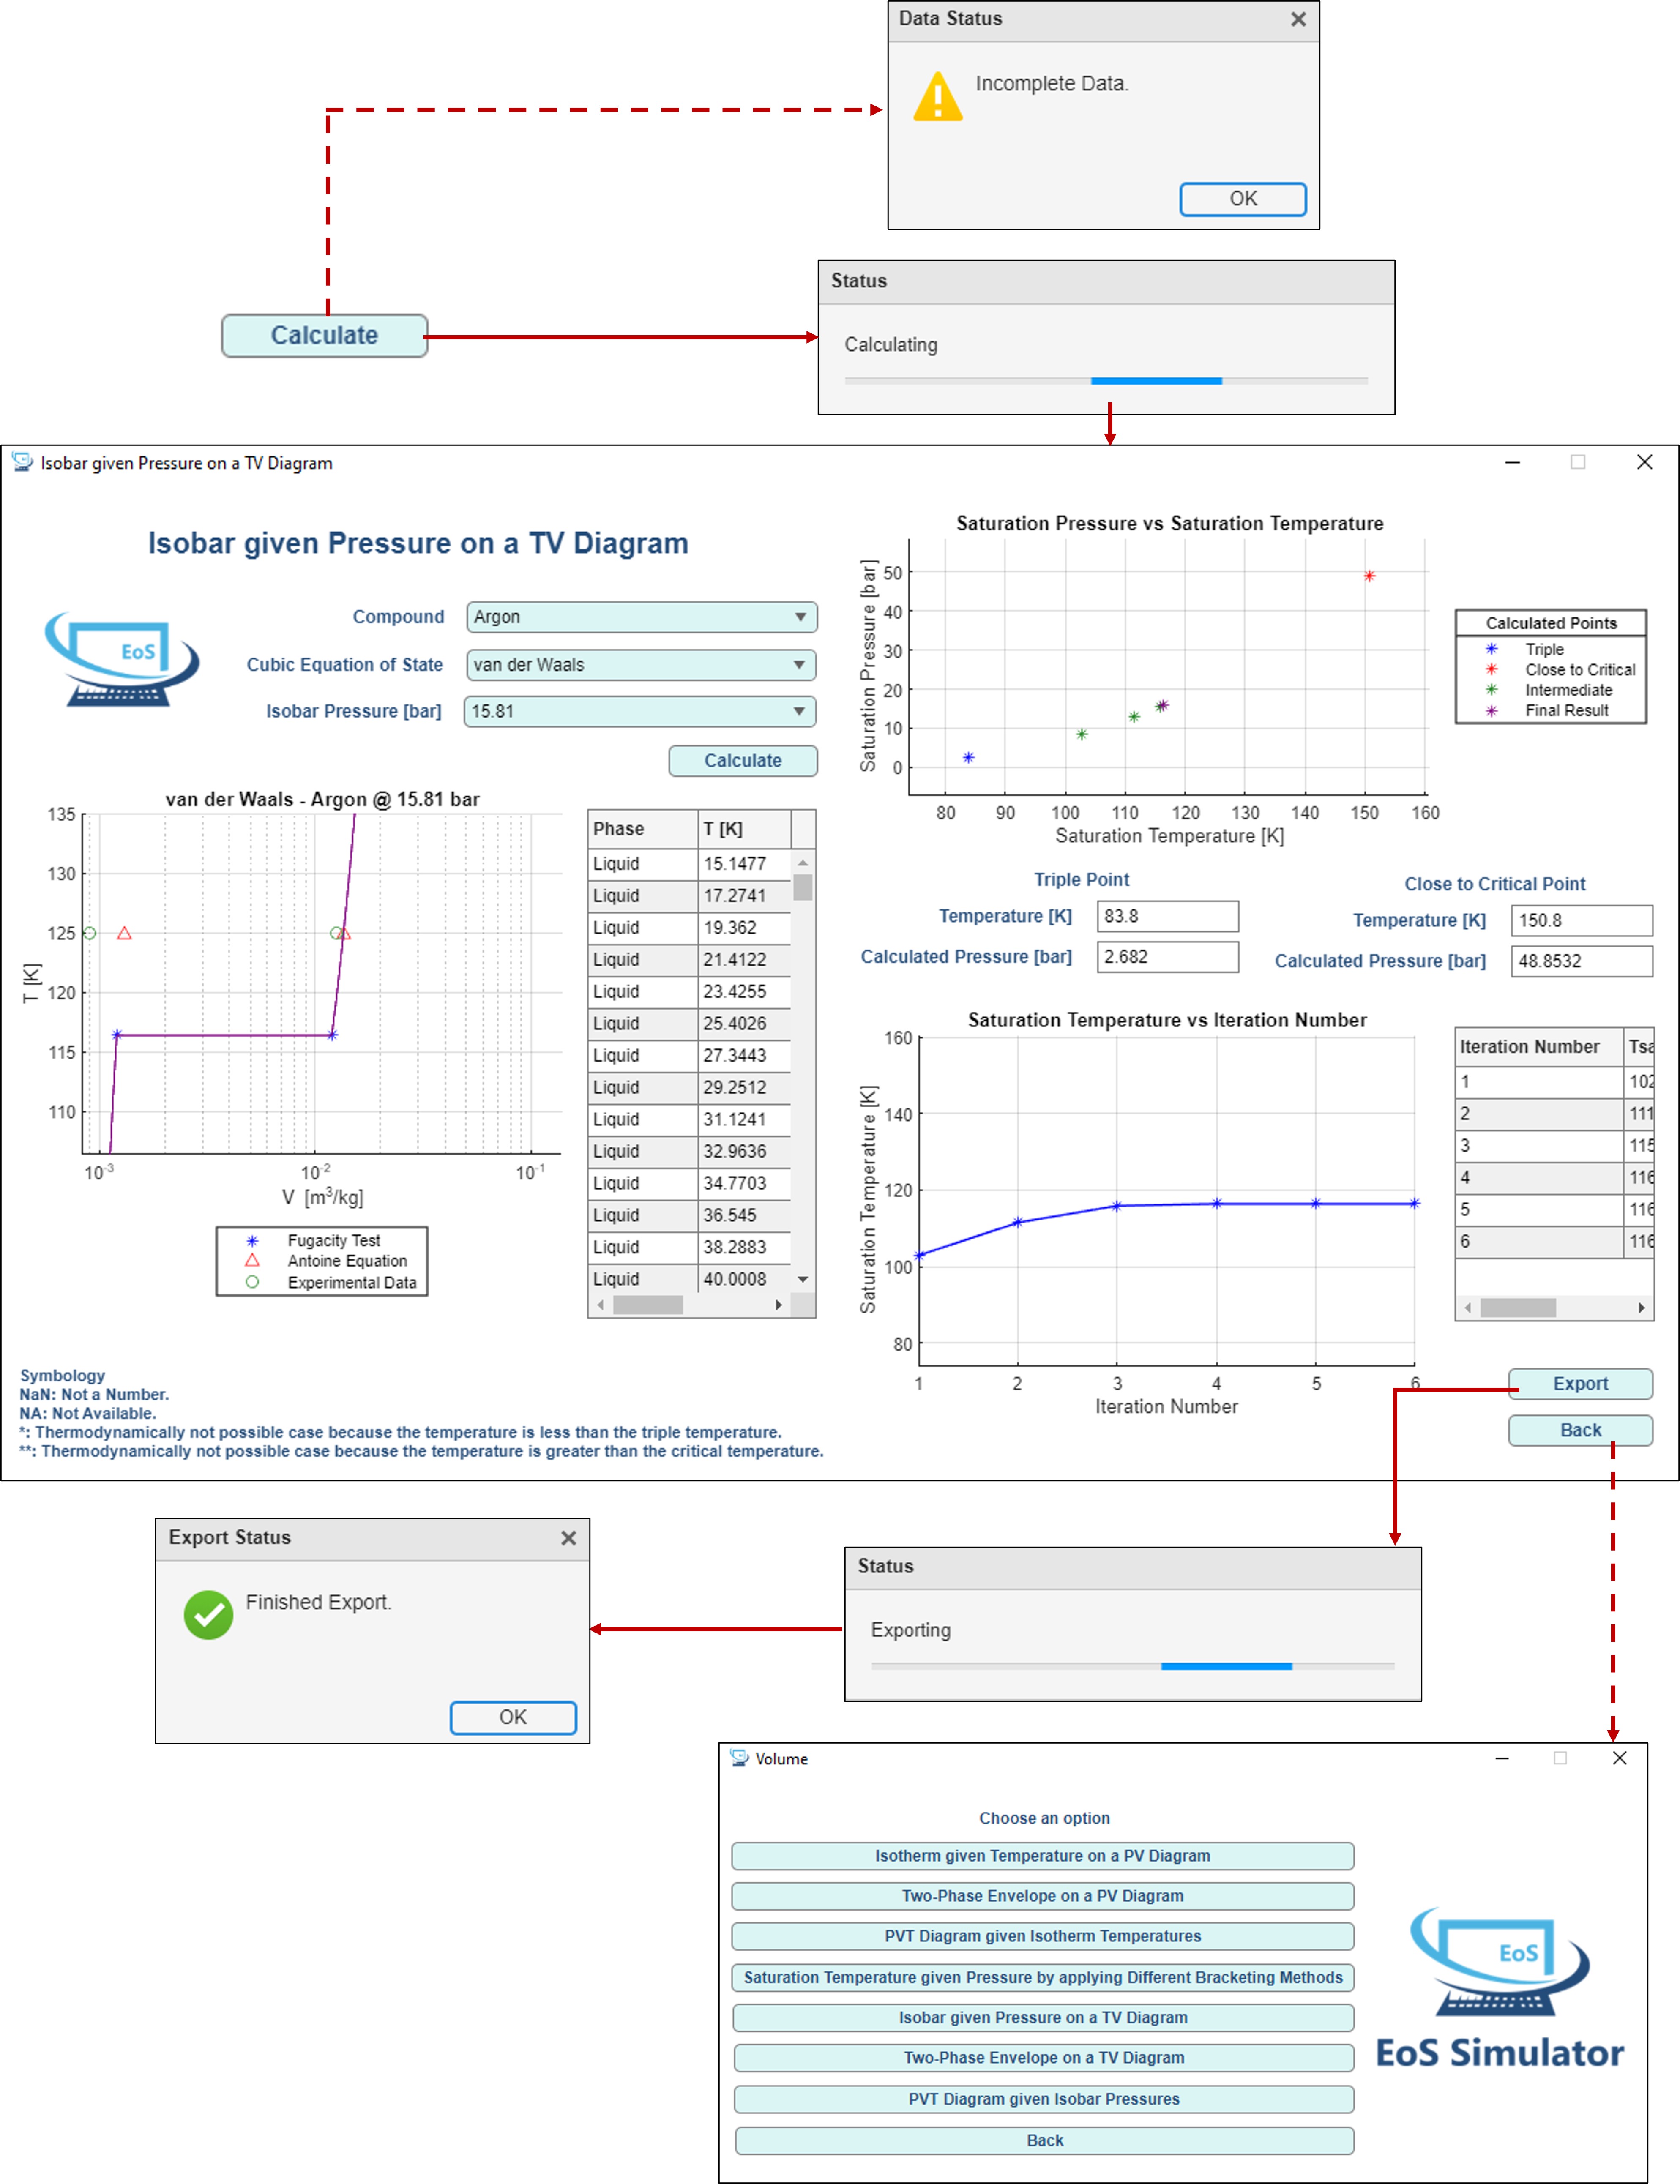 Data Status
Incomplete Data.
OK
Status
Calculate
Calculating
Isobar given Pressure on a TV Diagram
Isobar given Pressure on a TV Diagram
EoS
Compound
Argon
Cubic Equation of State
van der Waals
Isobar Pressure [bar]
15.81
Calculate
van der Waals - Argon @ 15.81 bar
T [K]
135
130
125
120
115
110
10-3
10-2
10-1
V [m3/kg]
Fugacity Test
Antoine Equation
Experimental Data
Phase T [K]
Liquid 15.1477
Liquid 17.2741
Liquid 19.362
Liquid 21.4122
Liquid 23.4255
Liquid 25.4026
Liquid 27.3443
Liquid 29.2512
Liquid 31.1241
Liquid 32.9636
Liquid 34.7703
Liquid 36.545
Liquid 38.2883
Liquid 40.0008
Saturation Pressure vs Saturation Temperature
Saturation Pressure [bar]
50
40
30
20
10
0
80 90 100 110 120 130 140 150 160
Saturation Temperature [K]
Calculated Points
Triple
Close to Critical
Intermediate
Final Result
Triple Point
Temperature [K] 83.8
Calculated Pressure [bar] 2.682
Close to Critical Point
Temperature [K] 150.8
Calculated Pressure [bar] 48.8532
Saturation Temperature vs Iteration Number
Saturation Temperature [K]
160
140
120
100
80
1 2 3 4 5 6
Iteration Number
Iteration Number Tsa
1 102
2 111
3 115
4 116
5 116
6 116
Export
Back
Symbology
NaN: Not a Number.
NA: Not Available.
*: Thermodynamically not possible case because the temperature is less than the triple temperature.
**: Thermodynamically not possible case because the temperature is greater than the critical temperature.
Export Status
Finished Export.
OK
Status
Exporting
Volume
Choose an option
Isotherm given Temperature on a PV Diagram
Two-Phase Envelope on a PV Diagram
PVT Diagram given Isotherm Temperatures
Saturation Temperature given Pressure by applying Different Bracketing Methods
Isobar given Pressure on a TV Diagram
Two-Phase Envelope on a TV Diagram
PVT Diagram given Isobar Pressures
Back
EoS
EoS Simulator